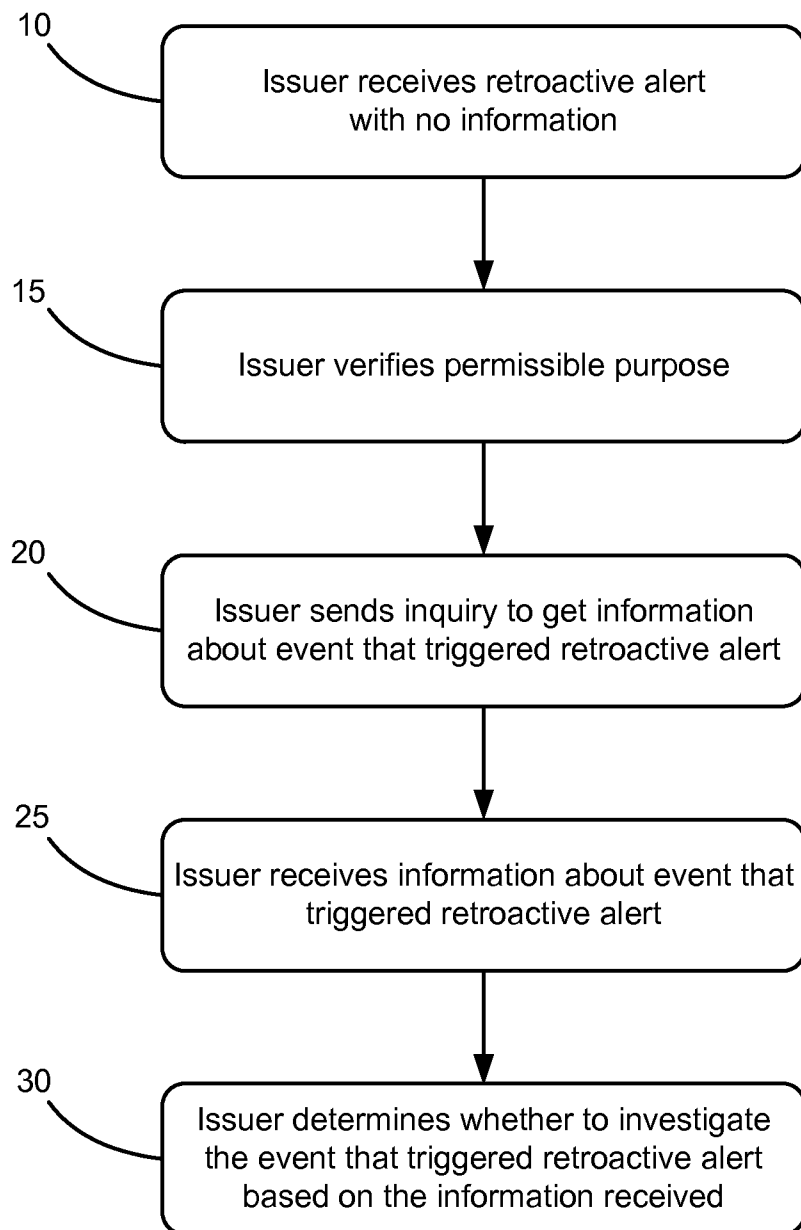 10
Issuer receives retroactive alert
with no information
15
Issuer verifies permissible purpose
20
Issuer sends inquiry to get information
about event that triggered retroactive alert
25
Issuer receives information about event that
triggered retroactive alert
30
Issuer determines whether to investigate
the event that triggered retroactive alert
based on the information received